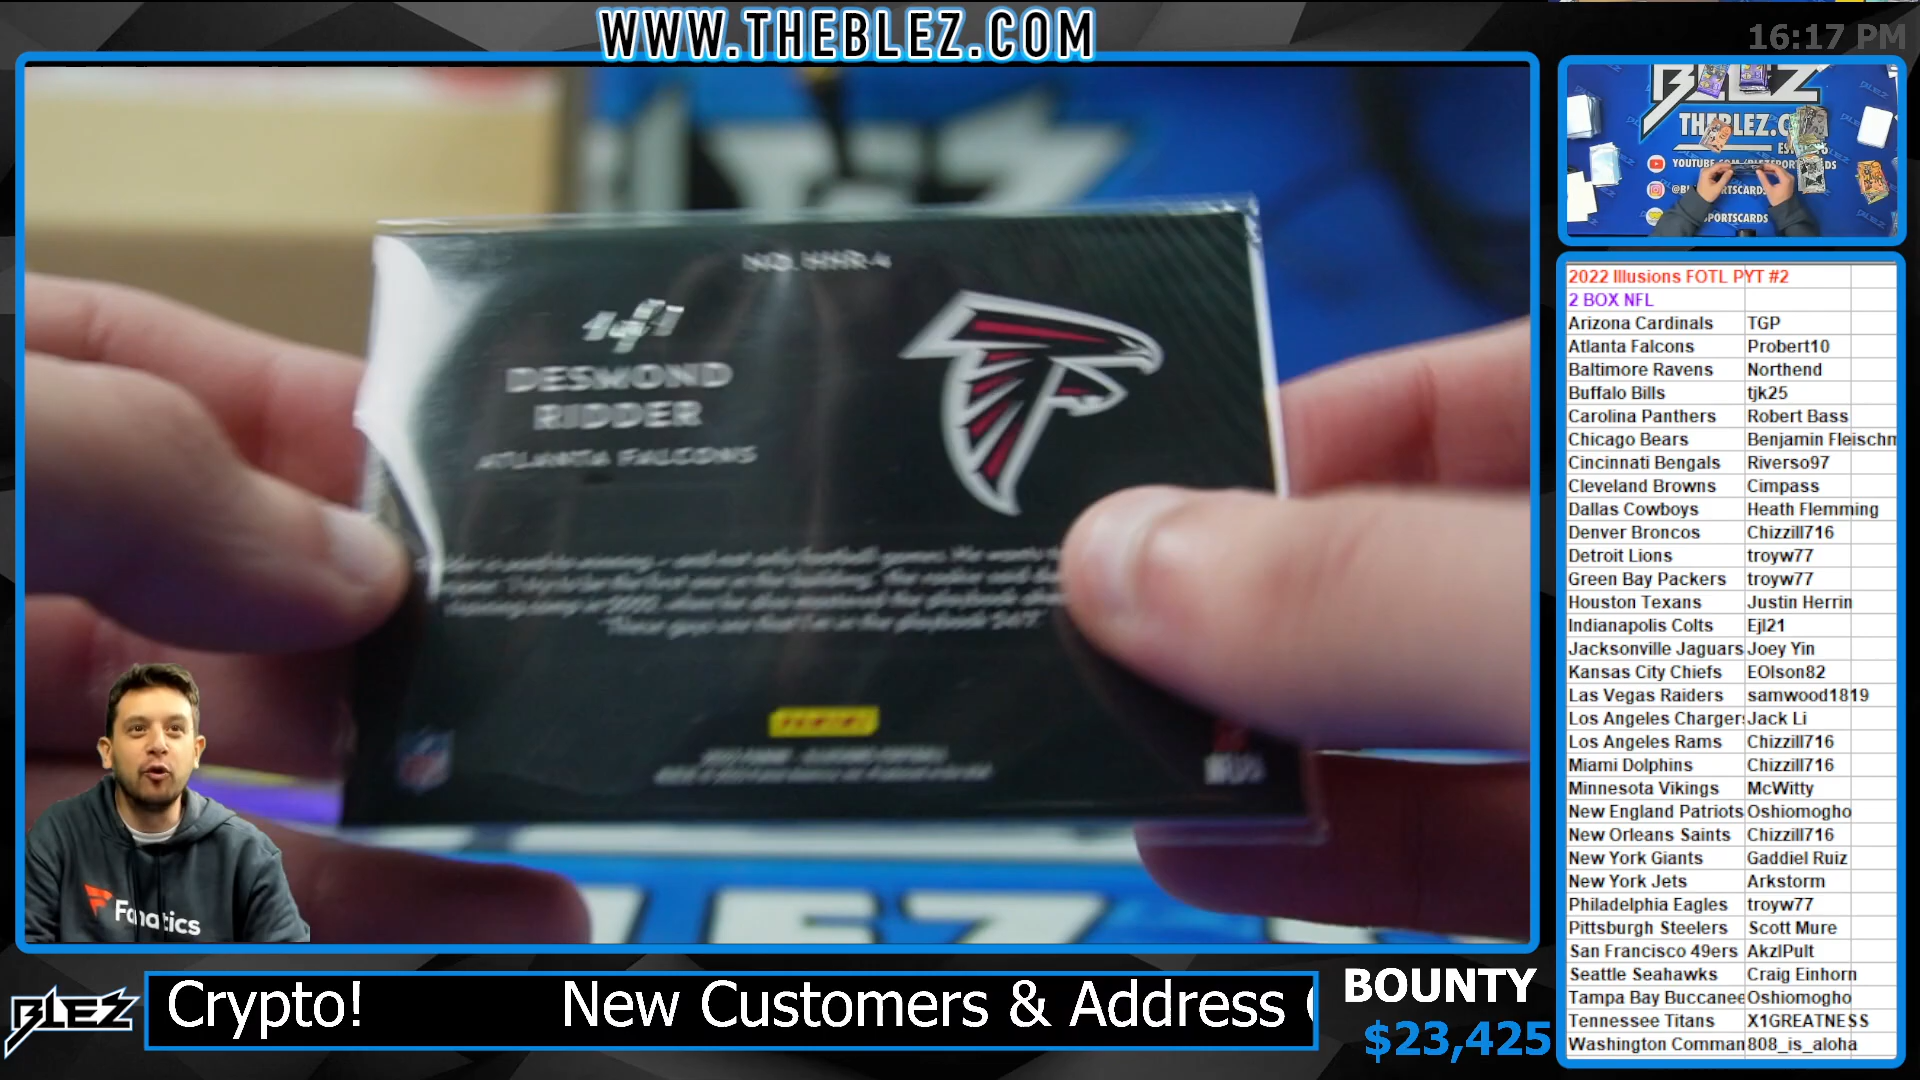 WWW.THEBLEZ.COM
16:17 PM
BLEZ
THEBLEZ.C
DESMOND
RIDDER
ATLANTA FALCONS
PANINI
Fanatics
2022 Illusions FOTL PYT #2
2 BOX NFL
Arizona Cardinals TGP
Atlanta Falcons Probert10
Baltimore Ravens Northend
Buffalo Bills tjk25
Carolina Panthers Robert Bass
Chicago Bears Benjamin Fleischm
Cincinnati Bengals Riverso97
Cleveland Browns Cimpass
Dallas Cowboys Heath Flemming
Denver Broncos Chizzill716
Detroit Lions troyw77
Green Bay Packers troyw77
Houston Texans Justin Herrin
Indianapolis Colts Ejl21
Jacksonville Jaguars Joey Yin
Kansas City Chiefs EOlson82
Las Vegas Raiders samwood1819
Los Angeles Chargers Jack Li
Los Angeles Rams Chizzill716
Miami Dolphins Chizzill716
Minnesota Vikings McWitty
New England Patriots Oshiomogho
New Orleans Saints Chizzill716
New York Giants Gaddiel Ruiz
New York Jets Arkstorm
Philadelphia Eagles troyw77
Pittsburgh Steelers Scott Mure
San Francisco 49ers AkzlPult
Seattle Seahawks Craig Einhorn
Tampa Bay Buccanee Oshiomogho
Tennessee Titans X1GREATNESS
Washington Comman 808_is_aloha
BLEZ
Crypto! New Customers & Address
BOUNTY
$23,425